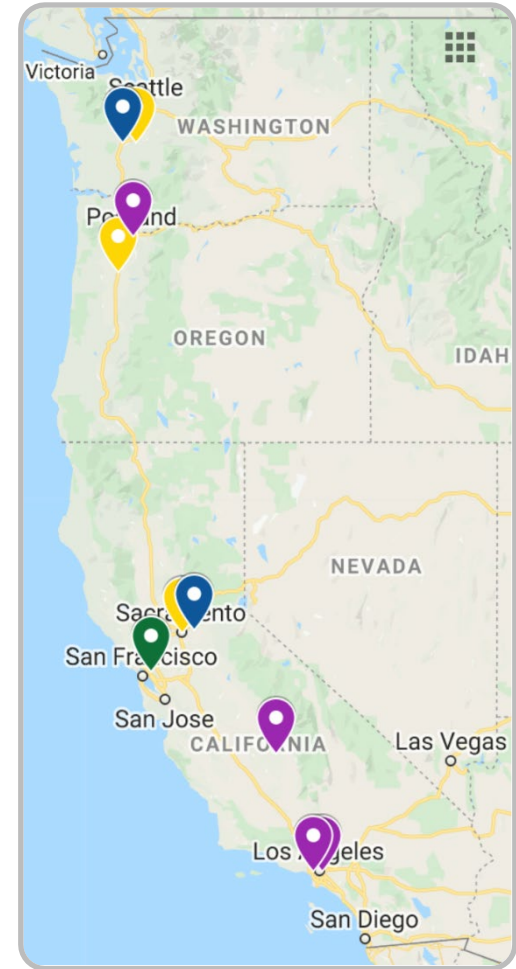 Victoria
Seattle
WASHINGTON
Portland
OREGON
IDAH
NEVADA
Sacramento
San Francisco
San Jose
CALIFORNIA
Las Vegas
Los Angeles
San Diego